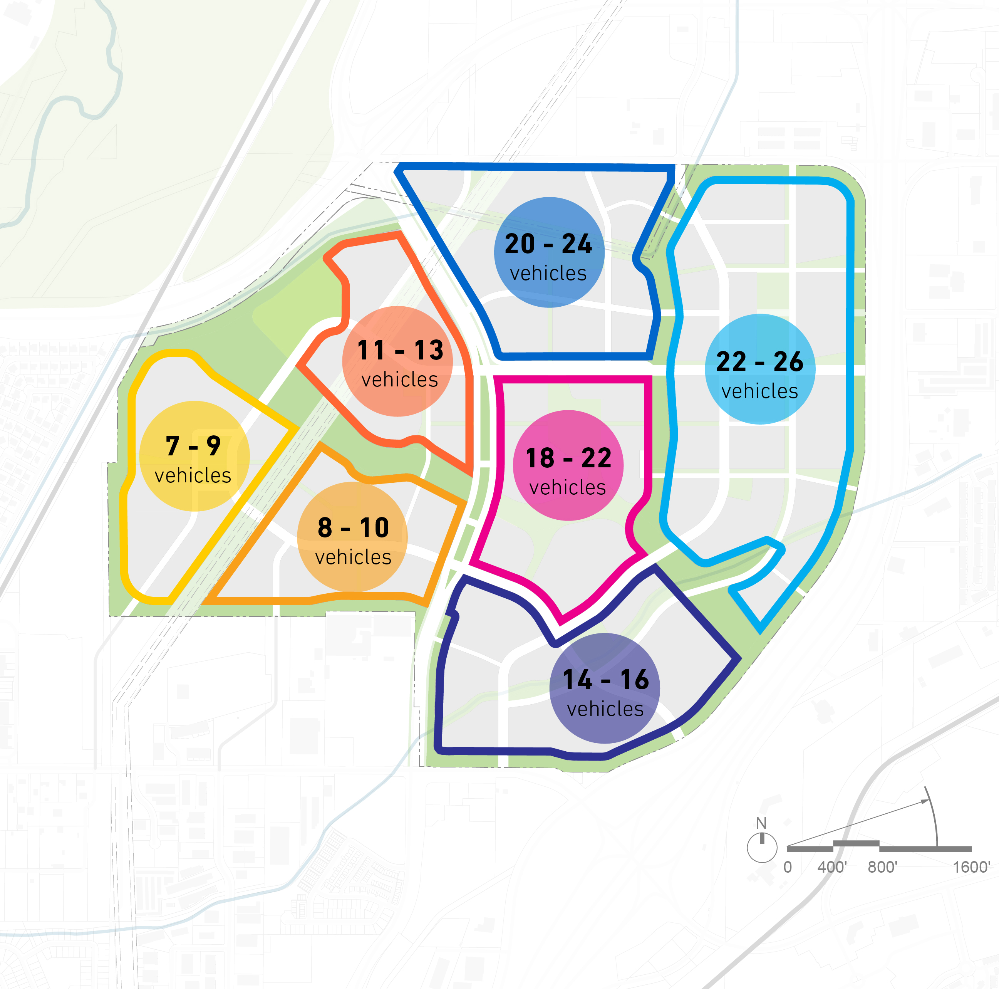 20 - 24
vehicles
11 - 13
vehicles
22 - 26
vehicles
7 - 9
vehicles
18 - 22
vehicles
8 - 10
vehicles
14 - 16
vehicles
N
0 400' 800' 1600'